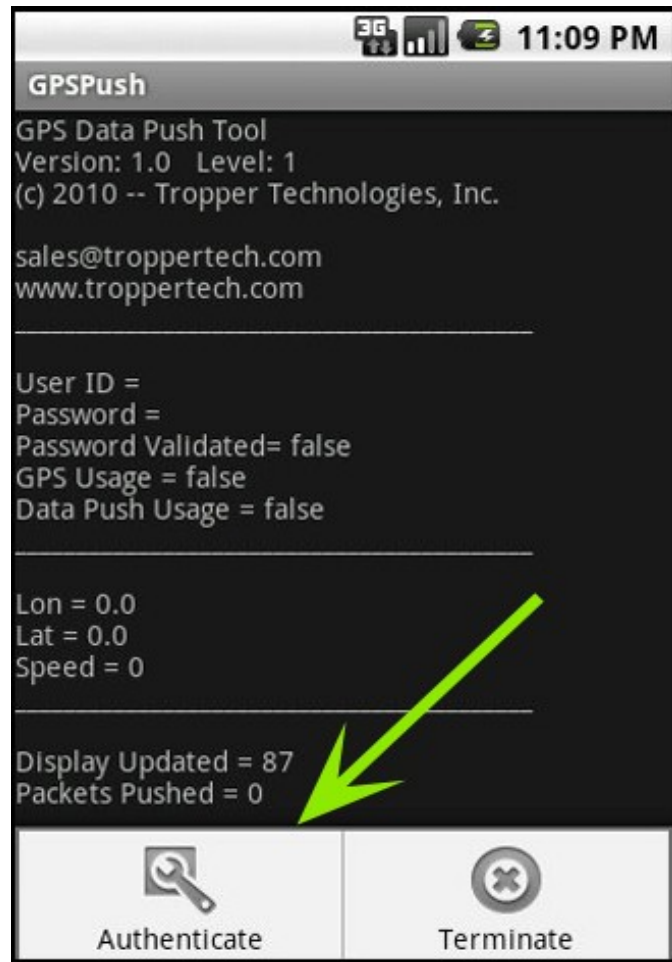 3G 11:09 PM
GPSPush
GPS Data Push Tool
Version: 1.0 Level: 1
(c) 2010 -- Tropper Technologies, Inc.
sales@troppertech.com
www.troppertech.com
User ID =
Password =
Password Validated= false
GPS Usage = false
Data Push Usage = false
Lon = 0.0
Lat = 0.0
Speed = 0
Display Updated = 87
Packets Pushed = 0
Authenticate Terminate